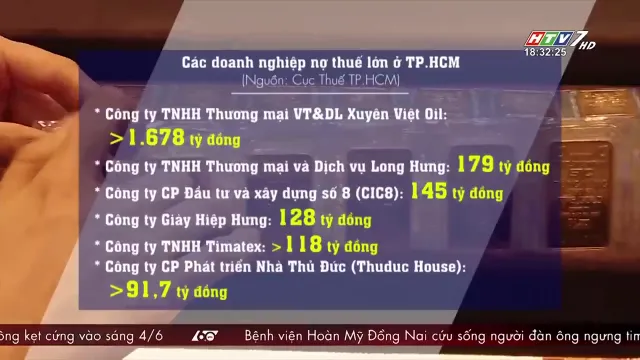 HTV7 HD
18:32:25
Các doanh nghiệp nợ thuế lớn ở TP.HCM
(Nguồn: Cục Thuế TP.HCM)
* Công ty TNHH Thương mại VT&DL Xuyên Việt Oil:
>1.678 tỷ đồng
* Công ty TNHH Thương mại và Dịch vụ Long Hưng: 179 tỷ đồng
* Công ty CP Đầu tư và xây dựng số 8 (CIC8): 145 tỷ đồng
* Công ty Giày Hiệp Hưng: 128 tỷ đồng
* Công ty TNHH Timatex: >118 tỷ đồng
* Công ty CP Phát triển Nhà Thủ Đức (Thuduc House):
>91,7 tỷ đồng
ông kẹt cứng vào sáng 4/6 Bệnh viện Hoàn Mỹ Đồng Nai cứu sống người đàn ông ngưng tim